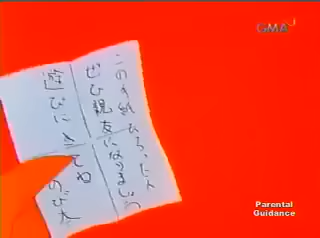 GMA
この手紙ひろった人
ぜひ親友になりましょう
遊びにきてね
のび太
Parental
Guidance